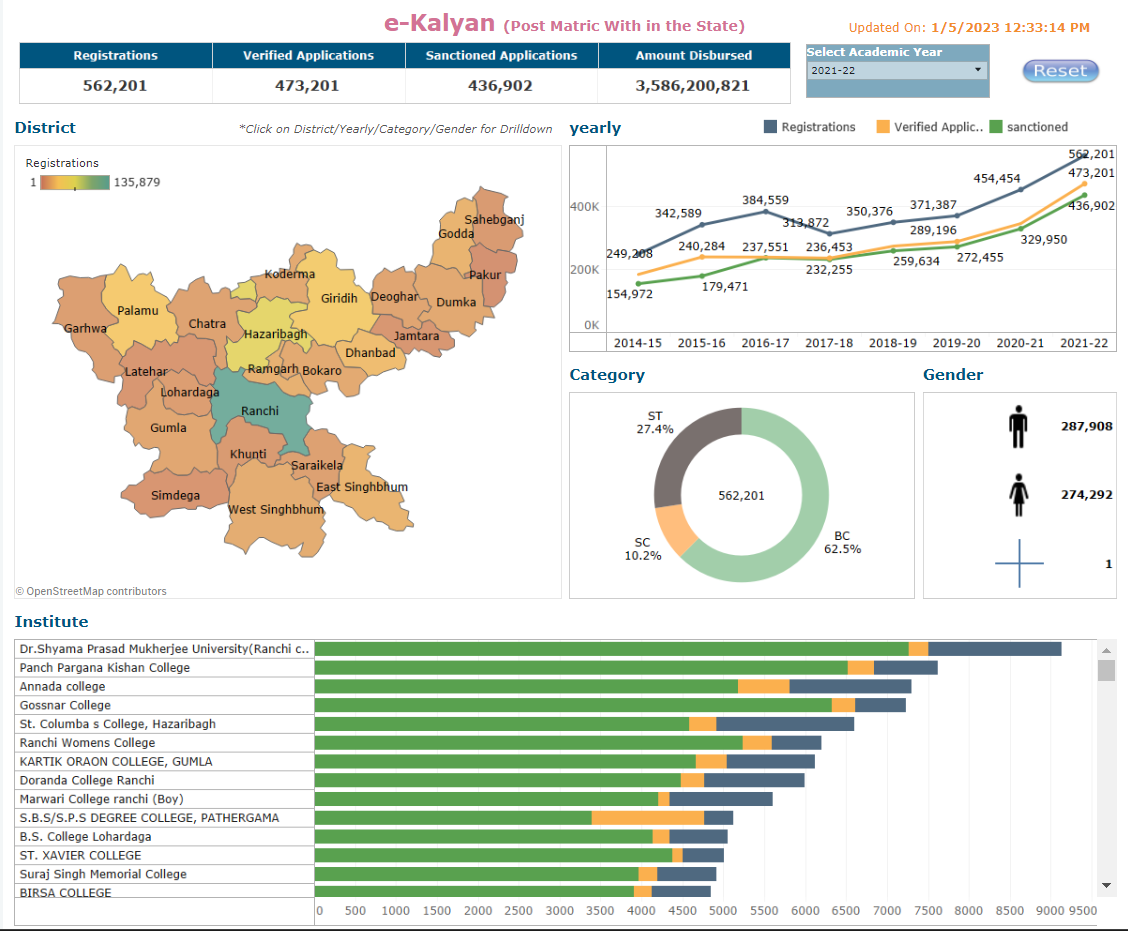 e-Kalyan (Post Matric With in the State)
Updated On: 1/5/2023 12:33:14 PM
Registrations Verified Applications Sanctioned Applications Amount Disbursed
562,201 473,201 436,902 3,586,200,821
Select Academic Year
2021-22
Reset
District
*Click on District/Yearly/Category/Gender for Drilldown
Registrations
1 135,879
Sahebganj
Godda
Pakur
Koderma
Giridih
Deoghar
Dumka
Palamu
Garhwa
Chatra
Hazaribagh
Jamtara
Dhanbad
Latehar
Ramgarh
Bokaro
Lohardaga
Ranchi
Gumla
Khunti
Saraikela
East Singhbhum
Simdega
West Singhbhum
© OpenStreetMap contributors
yearly
Registrations Verified Applic.. sanctioned
400K
200K
0K
249,208
342,589
384,559
313,872
350,376
371,387
454,454
562,201
473,201
436,902
240,284
237,551
236,453
289,196
154,972
179,471
232,255
259,634
272,455
329,950
2014-15 2015-16 2016-17 2017-18 2018-19 2019-20 2020-21 2021-22
Category
ST
27.4%
562,201
SC
10.2%
BC
62.5%
Gender
287,908
274,292
1
Institute
Dr.Shyama Prasad Mukherjee University(Ranchi c..
Panch Pargana Kishan College
Annada college
Gossnar College
St. Columba s College, Hazaribagh
Ranchi Womens College
KARTIK ORAON COLLEGE, GUMLA
Doranda College Ranchi
Marwari College ranchi (Boy)
S.B.S/S.P.S DEGREE COLLEGE, PATHERGAMA
B.S. College Lohardaga
ST. XAVIER COLLEGE
Suraj Singh Memorial College
BIRSA COLLEGE
0 500 1000 1500 2000 2500 3000 3500 4000 4500 5000 5500 6000 6500 7000 7500 8000 8500 9000 9500